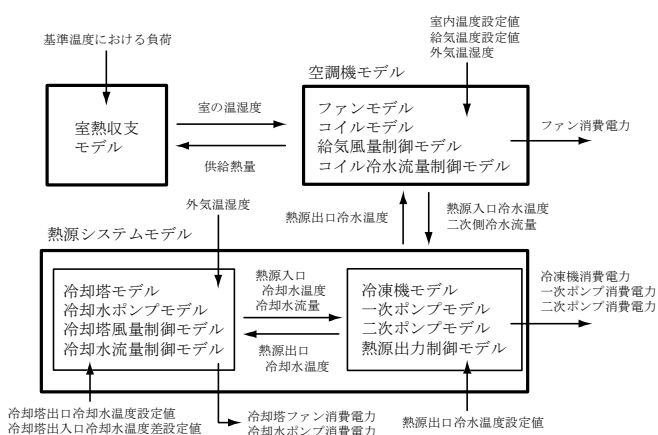 基準温度における負荷
室内温度設定値
給気温度設定値
外気温湿度
空調機モデル
室熱収支
モデル
室の温湿度
供給熱量
ファンモデル
コイルモデル
給気風量制御モデル
コイル冷水流量制御モデル
ファン消費電力
外気温湿度
熱源出口冷水温度
熱源入口冷水温度
二次側冷水流量
熱源システムモデル
冷却塔モデル
冷却水ポンプモデル
冷却塔風量制御モデル
冷却水流量制御モデル
熱源入口
冷却水温度
冷却水流量
熱源出口
冷却水温度
冷凍機モデル
一次ポンプモデル
二次ポンプモデル
熱源出力制御モデル
冷凍機消費電力
一次ポンプ消費電力
二次ポンプ消費電力
冷却塔出口冷却水温度設定値
冷却塔出入口冷却水温度差設定値
冷却塔ファン消費電力
冷却水ポンプ消費電力
熱源出口冷水温度設定値